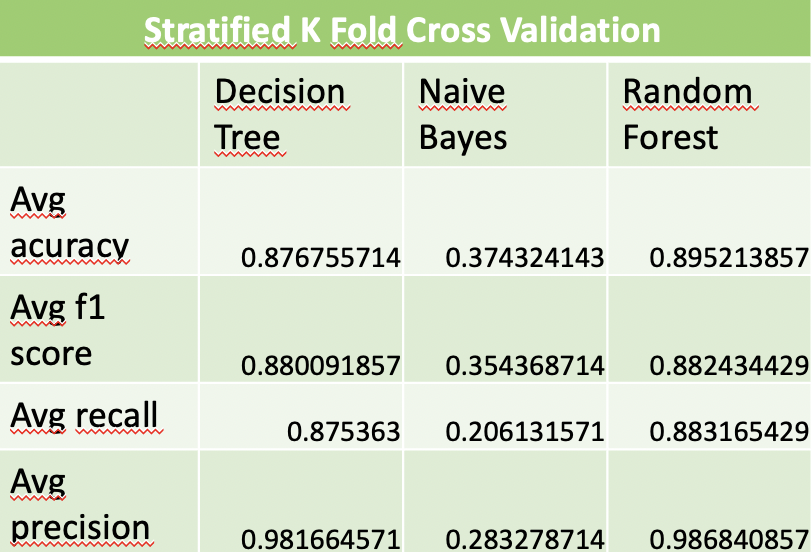 Stratified K Fold Cross Validation
Decision Tree Naive Bayes Random Forest
Avg acuracy 0.876755714 0.374324143 0.895213857
Avg f1 score 0.880091857 0.354368714 0.882434429
Avg recall 0.875363 0.206131571 0.883165429
Avg precision 0.981664571 0.283278714 0.986840857